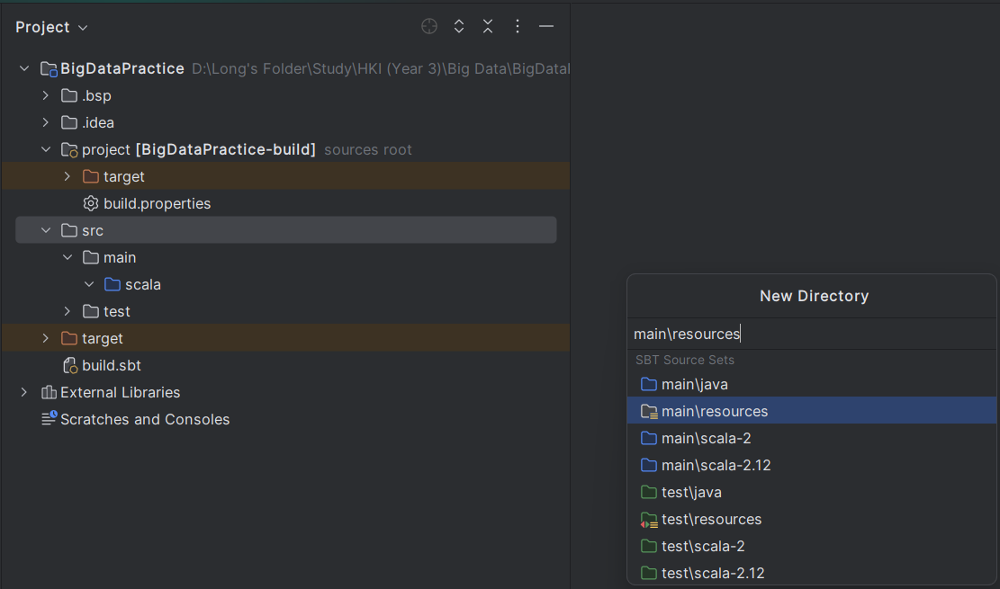 Project
BigDataPractice D:\Long's Folder\Study\HKI (Year 3)\Big Data\BigData
.bsp
.idea
project [BigDataPractice-build] sources root
target
build.properties
src
main
scala
test
target
build.sbt
External Libraries
Scratches and Consoles
New Directory
main\resources
SBT Source Sets
main\java
main\resources
main\scala-2
main\scala-2.12
test\java
test\resources
test\scala-2
test\scala-2.12